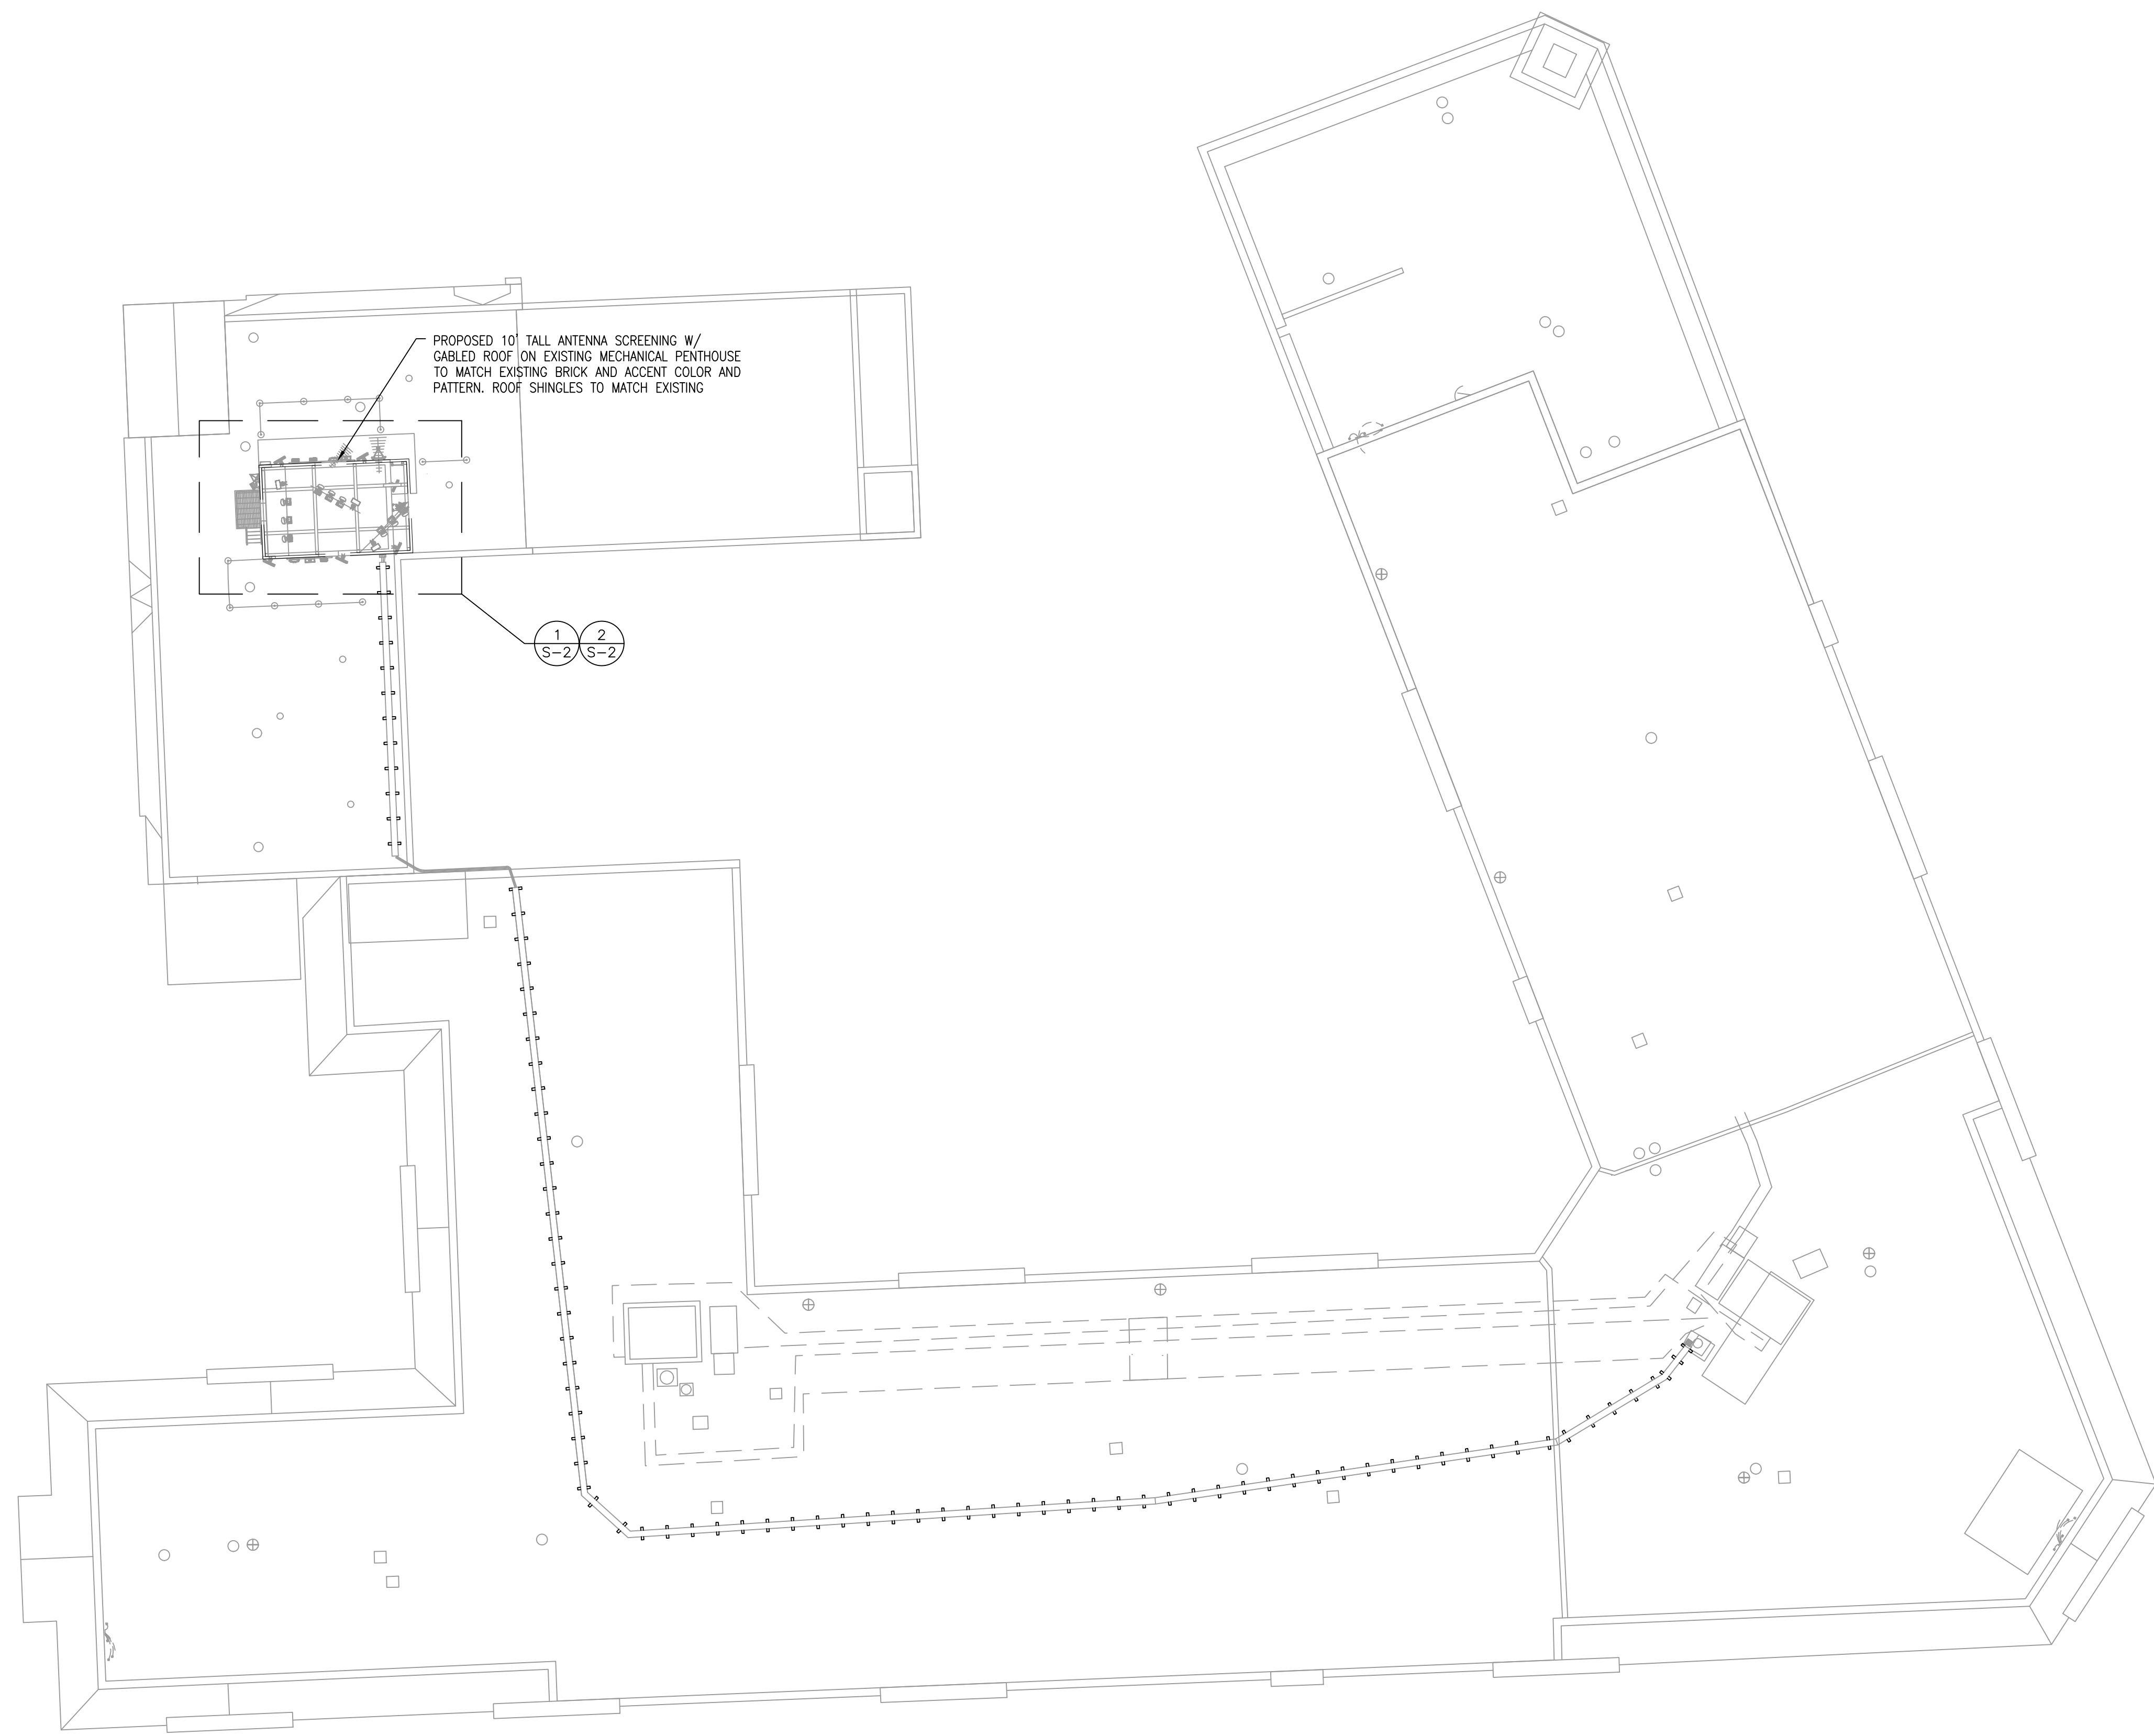 PROPOSED 10' TALL ANTENNA SCREENING W/
GABLED ROOF ON EXISTING MECHANICAL PENTHOUSE
TO MATCH EXISTING BRICK AND ACCENT COLOR AND
PATTERN. ROOF SHINGLES TO MATCH EXISTING
1 2
S-2 S-2